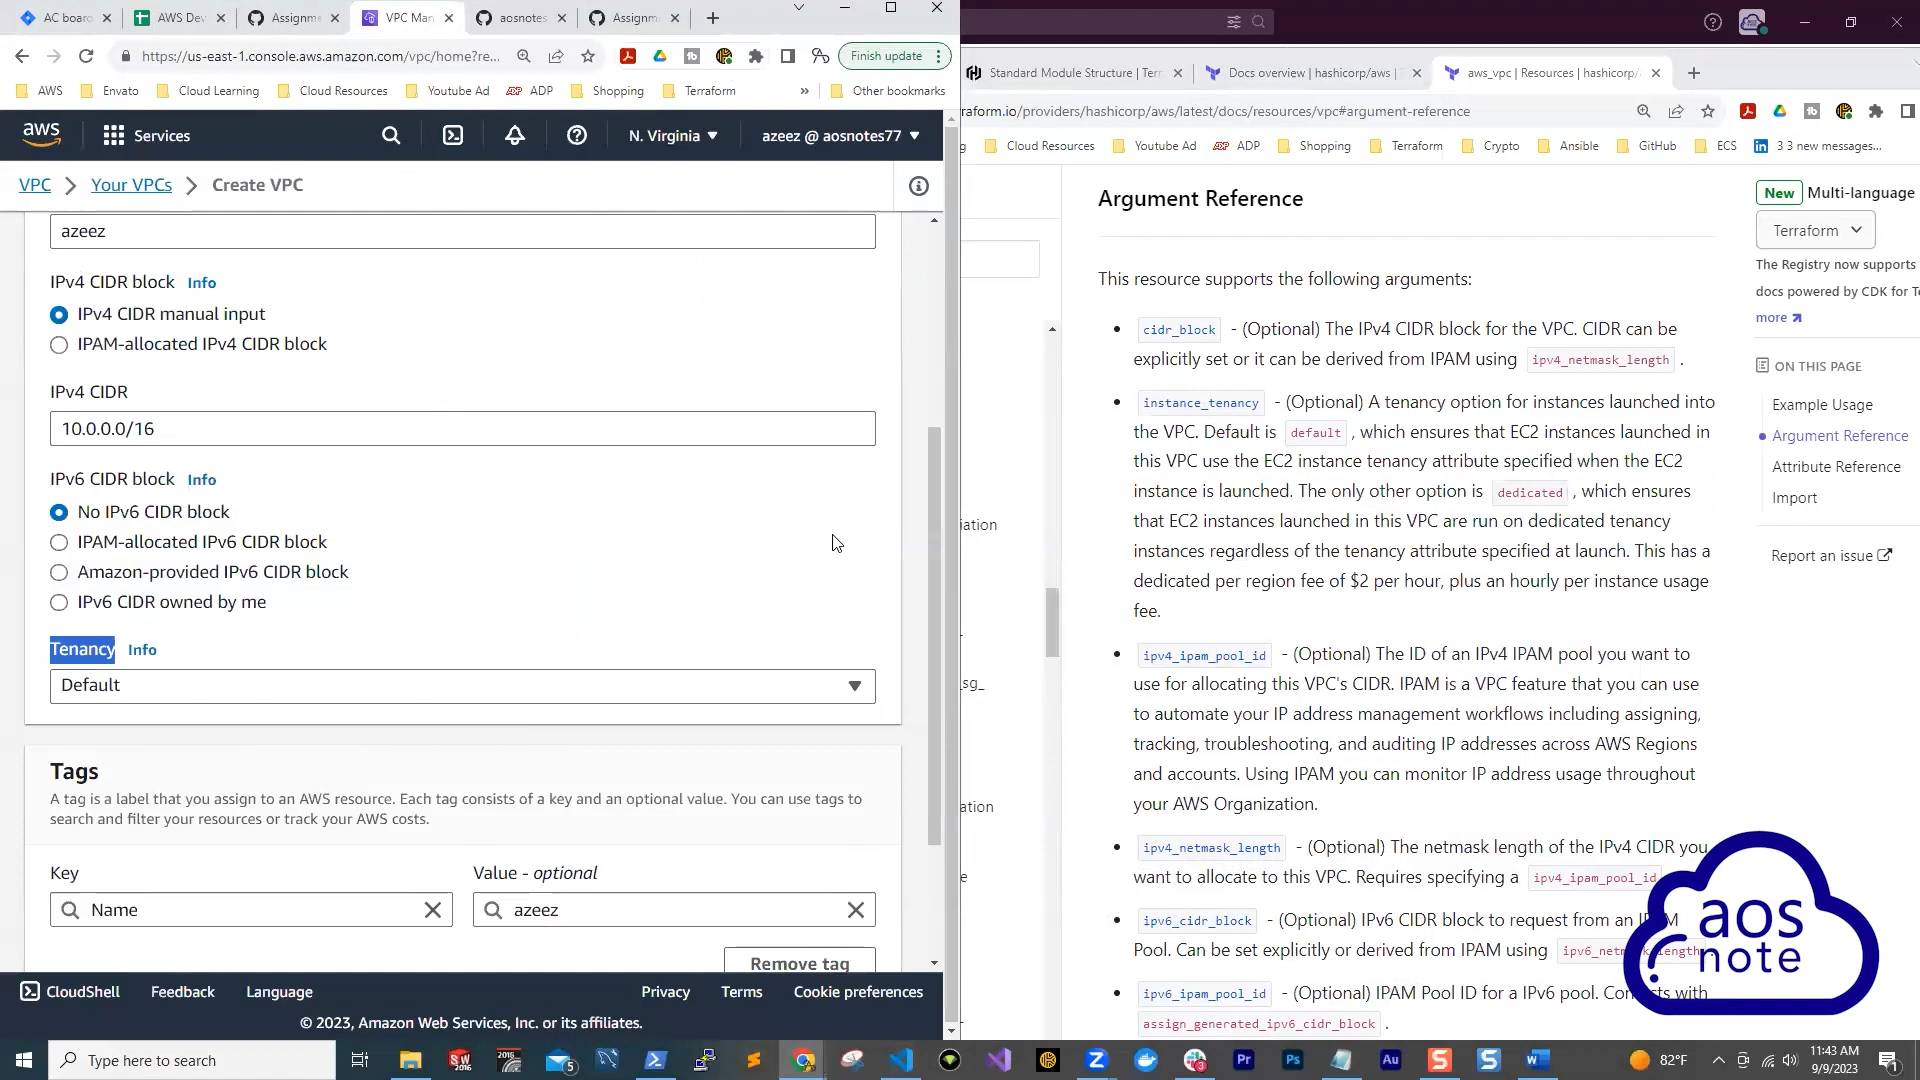 AC board
AWS Dev
Assignm
VPC Man
aosnotes
Assignm
https://us-east-1.console.aws.amazon.com/vpc/home?re...
Finish update
AWS
Envato
Cloud Learning
Cloud Resources
Youtube Ad
ADP
Shopping
Terraform
Other bookmarks
aws
Services
N. Virginia
azeez @ aosnotes77
VPC
Your VPCs
Create VPC
azeez
IPv4 CIDR block Info
IPv4 CIDR manual input
IPAM-allocated IPv4 CIDR block
IPv4 CIDR
10.0.0.0/16
IPv6 CIDR block Info
No IPv6 CIDR block
IPAM-allocated IPv6 CIDR block
Amazon-provided IPv6 CIDR block
IPv6 CIDR owned by me
Tenancy Info
Default
Tags
A tag is a label that you assign to an AWS resource. Each tag consists of a key and an optional value. You can use tags to
search and filter your resources or track your AWS costs.
Key
Value - optional
Name
azeez
Remove tag
CloudShell
Feedback
Language
Privacy
Terms
Cookie preferences
© 2023, Amazon Web Services, Inc. or its affiliates.
Standard Module Structure | Terr
Docs overview | hashicorp/aws |
aws_vpc | Resources | hashicorp/
raform.io/providers/hashicorp/aws/latest/docs/resources/vpc#argument-reference
g
Cloud Resources
Youtube Ad
ADP
Shopping
Terraform
Crypto
Ansible
GitHub
ECS
3 3 new messages...
iation
_sg_
ation
e
Argument Reference
This resource supports the following arguments:
• cidr_block - (Optional) The IPv4 CIDR block for the VPC. CIDR can be
explicitly set or it can be derived from IPAM using ipv4_netmask_length .
• instance_tenancy - (Optional) A tenancy option for instances launched into
the VPC. Default is default , which ensures that EC2 instances launched in
this VPC use the EC2 instance tenancy attribute specified when the EC2
instance is launched. The only other option is dedicated , which ensures
that EC2 instances launched in this VPC are run on dedicated tenancy
instances regardless of the tenancy attribute specified at launch. This has a
dedicated per region fee of $2 per hour, plus an hourly per instance usage
fee.
• ipv4_ipam_pool_id - (Optional) The ID of an IPv4 IPAM pool you want to
use for allocating this VPC's CIDR. IPAM is a VPC feature that you can use
to automate your IP address management workflows including assigning,
tracking, troubleshooting, and auditing IP addresses across AWS Regions
and accounts. Using IPAM you can monitor IP address usage throughout
your AWS Organization.
• ipv4_netmask_length - (Optional) The netmask length of the IPv4 CIDR you
want to allocate to this VPC. Requires specifying a ipv4_ipam_pool_id
• ipv6_cidr_block - (Optional) IPv6 CIDR block to request from an IPAM
Pool. Can be set explicitly or derived from IPAM using ipv6_netmask_length
• ipv6_ipam_pool_id - (Optional) IPAM Pool ID for a IPv6 pool. Conflicts with
assign_generated_ipv6_cidr_block .
New Multi-language
Terraform
The Registry now supports
docs powered by CDK for Te
more
ON THIS PAGE
Example Usage
Argument Reference
Attribute Reference
Import
Report an issue
aos
note
Type here to search
82°F
11:43 AM
9/9/2023